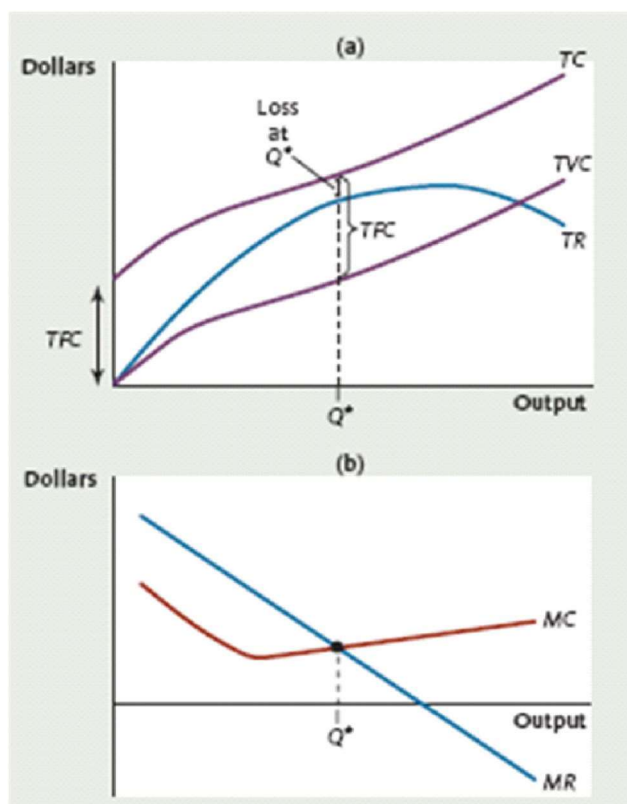 (a)
Dollars
TC
Loss
at
Q*
TVC
TFC
TR
TFC
Output
Q*
(b)
Dollars
MC
Output
Q*
MR